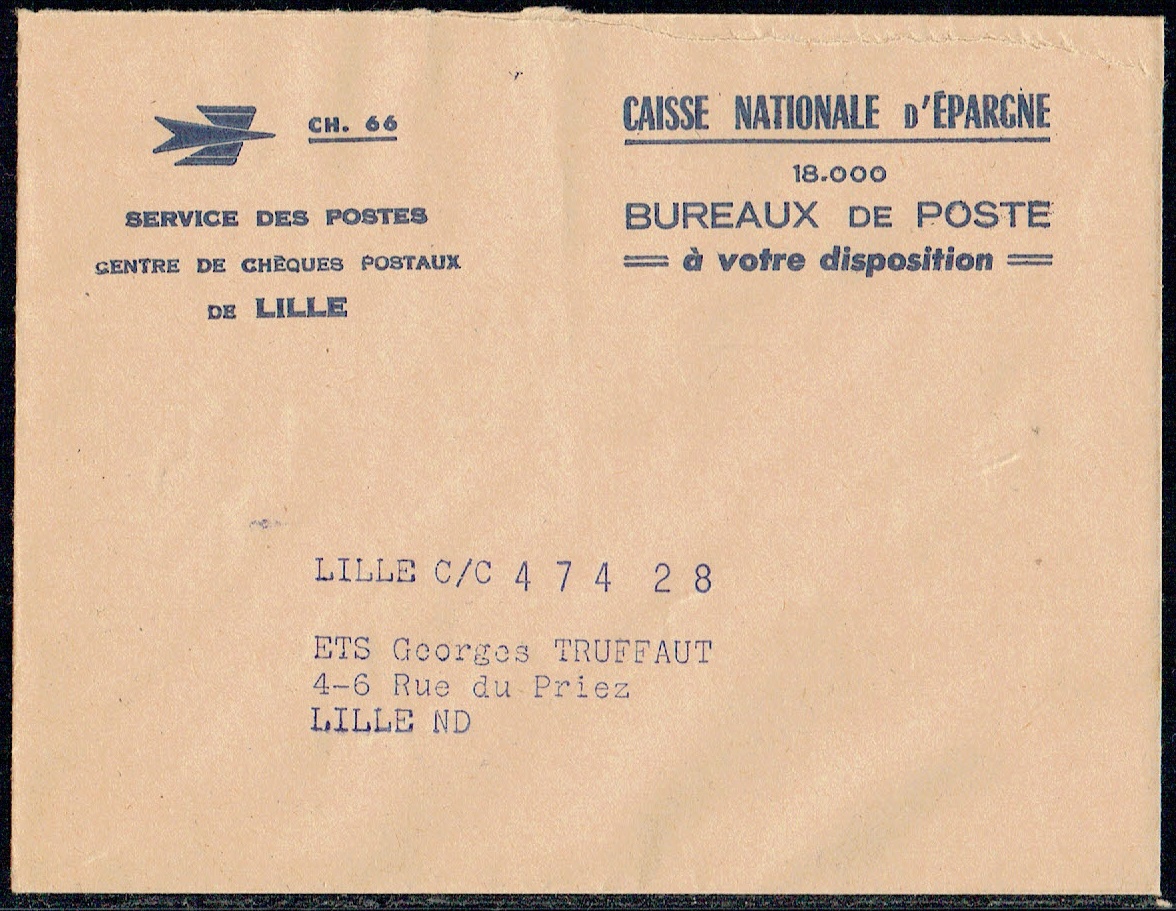 CH. 66
SERVICE DES POSTES
CENTRE DE CHÈQUES POSTAUX
DE LILLE
CAISSE NATIONALE D'ÉPARGNE
18.000
BUREAUX DE POSTE
à votre disposition
LILLE C/C 4 7 4 2 8
ETS Georges TRUFFAUT
4-6 Rue du Priez
LILLE ND